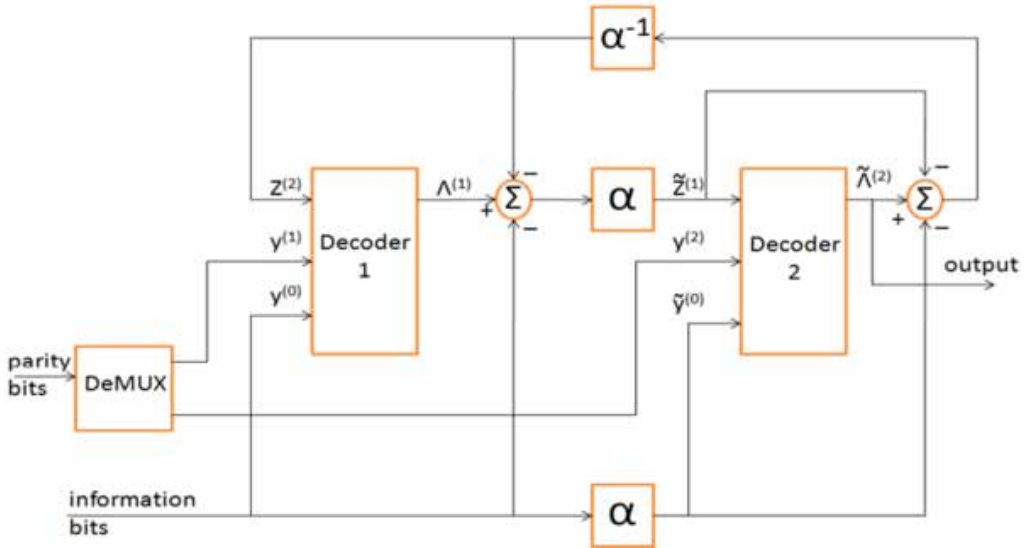 α⁻¹
−
−
Z⁽²⁾
Λ⁽¹⁾
Σ
α
Z̃⁽¹⁾
Λ̃⁽²⁾
Σ
+
−
+
−
y⁽¹⁾
Decoder
1
y⁽²⁾
Decoder
2
output
y⁽⁰⁾
ỹ⁽⁰⁾
parity
bits
DeMUX
information
bits
α